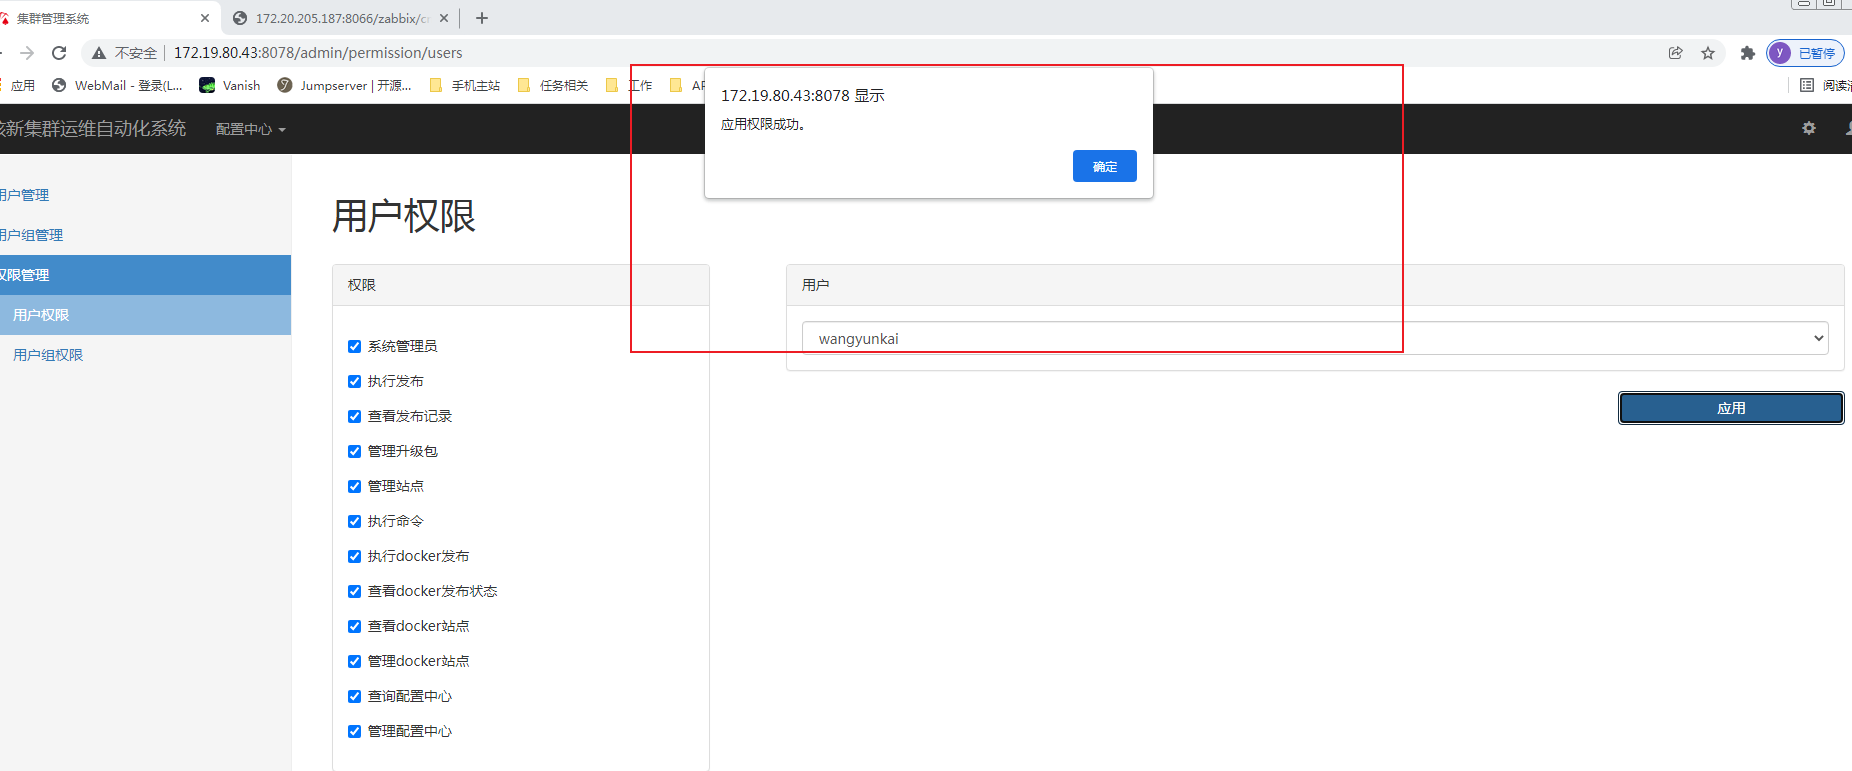 集群管理系统
172.20.205.187:8066/zabbix/c
不安全 172.19.80.43:8078/admin/permission/users
已暂停
应用 WebMail - 登录(L... Vanish Jumpserver | 开源... 手机主站 任务相关 工作 AP
172.19.80.43:8078 显示
应用权限成功。
确定
新集群运维自动化系统 配置中心
用户管理
用户组管理
权限管理
用户权限
用户组权限
用户权限
权限
系统管理员
执行发布
查看发布记录
管理升级包
管理站点
执行命令
执行docker发布
查看docker发布状态
查看docker站点
管理docker站点
查询配置中心
管理配置中心
用户
wangyunkai
应用